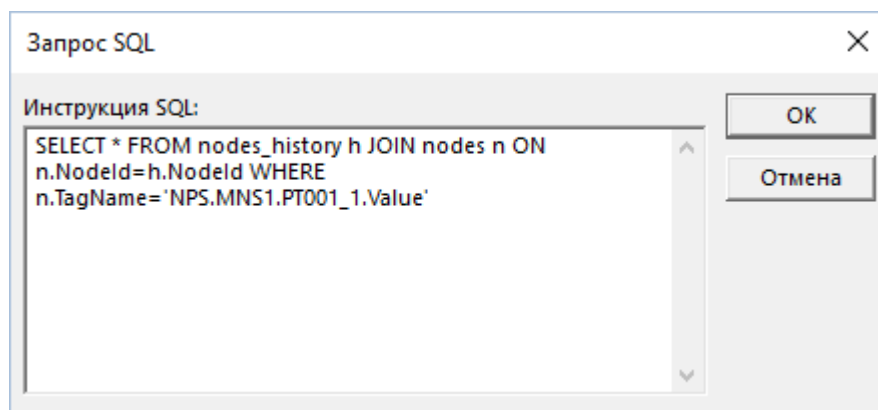 Запрос SQL
Инструкция SQL:
SELECT * FROM nodes_history h JOIN nodes n ON
n.NodeId=h.NodeId WHERE
n.TagName='NPS.MNS1.PT001_1.Value'
OK
Отмена